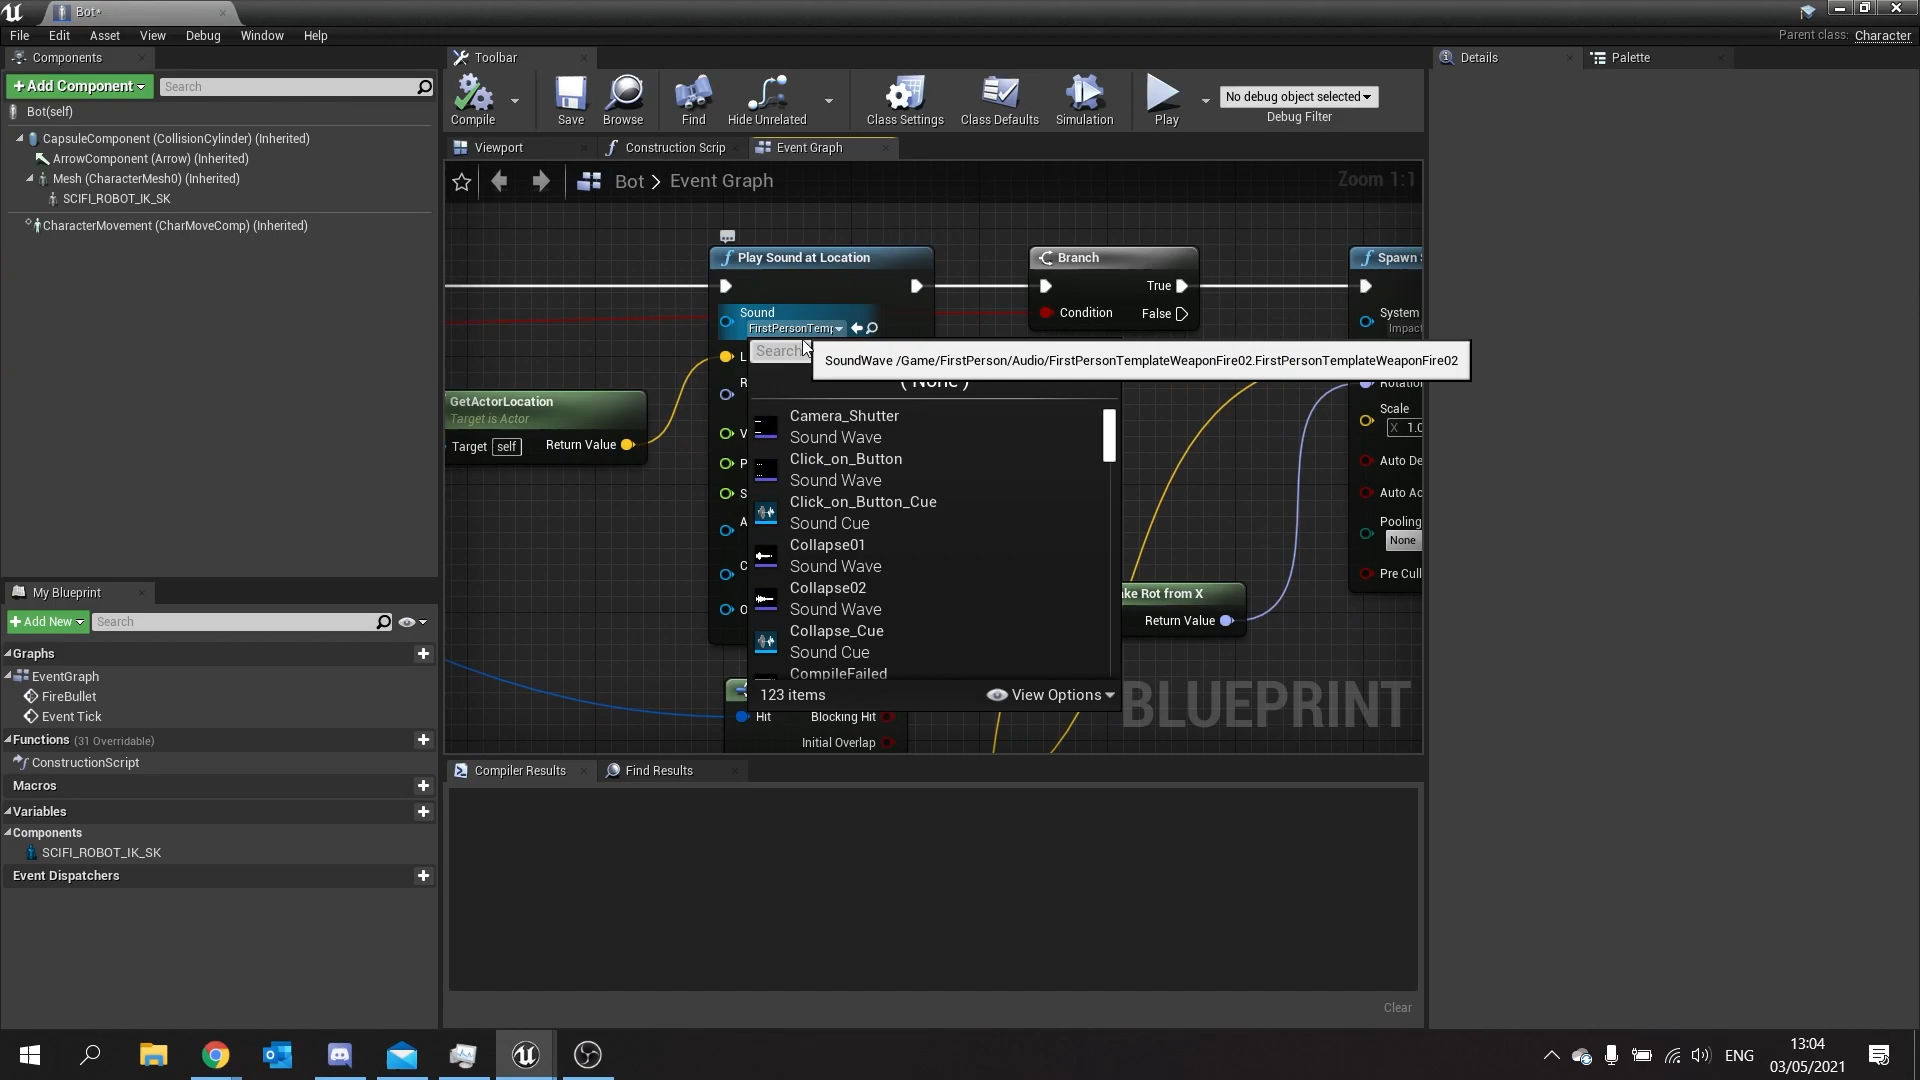 Bot*
File Edit Asset View Debug Window Help
Parent class: Character
Components
+ Add Component
Search
Bot(self)
CapsuleComponent (CollisionCylinder) (Inherited)
ArrowComponent (Arrow) (Inherited)
Mesh (CharacterMesh0) (Inherited)
SCIFI_ROBOT_IK_SK
CharacterMovement (CharMoveComp) (Inherited)
My Blueprint
+ Add New
Search
Graphs
EventGraph
FireBullet
Event Tick
Functions (31 Overridable)
ConstructionScript
Macros
Variables
Components
SCIFI_ROBOT_IK_SK
Event Dispatchers
Toolbar
Compile
Save
Browse
Find
Hide Unrelated
Class Settings
Class Defaults
Simulation
Play
No debug object selected
Debug Filter
Viewport
Construction Scrip
Event Graph
Bot > Event Graph
Zoom 1:1
Play Sound at Location
Sound
FirstPersonTemp
L
R
V
P
S
A
C
O
Branch
True
Condition
False
Spawn
System
Impact
Rotation
Scale
X 1.0
Auto De
Auto Ac
Pooling
None
Pre Cull
GetActorLocation
Target is Actor
Target self
Return Value
Search
SoundWave /Game/FirstPerson/Audio/FirstPersonTemplateWeaponFire02.FirstPersonTemplateWeaponFire02
( None )
Camera_Shutter
Sound Wave
Click_on_Button
Sound Wave
Click_on_Button_Cue
Sound Cue
Collapse01
Sound Wave
Collapse02
Sound Wave
Collapse_Cue
Sound Cue
CompileFailed
123 items
View Options
ke Rot from X
Return Value
Hit
Blocking Hit
Initial Overlap
BLUEPRINT
Compiler Results
Find Results
Clear
Details
Palette
ENG
13:04
03/05/2021